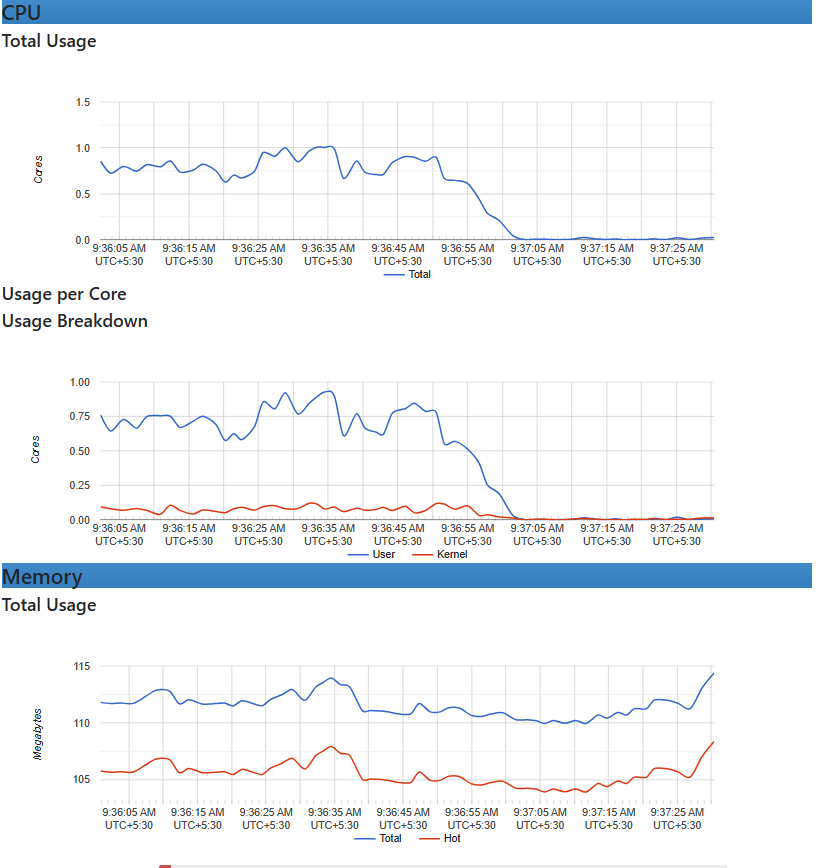 CPU
Total Usage
1.5
1.0
0.5
0.0
Cores
9:36:05 AM 9:36:15 AM 9:36:25 AM 9:36:35 AM 9:36:45 AM 9:36:55 AM 9:37:05 AM 9:37:15 AM 9:37:25 AM
UTC+5:30 UTC+5:30 UTC+5:30 UTC+5:30 UTC+5:30 UTC+5:30 UTC+5:30 UTC+5:30 UTC+5:30
Total
Usage per Core
Usage Breakdown
1.00
0.75
0.50
0.25
0.00
Cores
9:36:05 AM 9:36:15 AM 9:36:25 AM 9:36:35 AM 9:36:45 AM 9:36:55 AM 9:37:05 AM 9:37:15 AM 9:37:25 AM
UTC+5:30 UTC+5:30 UTC+5:30 UTC+5:30 UTC+5:30 UTC+5:30 UTC+5:30 UTC+5:30 UTC+5:30
User Kernel
Memory
Total Usage
115
110
105
Megabytes
9:36:05 AM 9:36:15 AM 9:36:25 AM 9:36:35 AM 9:36:45 AM 9:36:55 AM 9:37:05 AM 9:37:15 AM 9:37:25 AM
UTC+5:30 UTC+5:30 UTC+5:30 UTC+5:30 UTC+5:30 UTC+5:30 UTC+5:30 UTC+5:30 UTC+5:30
Total Hot